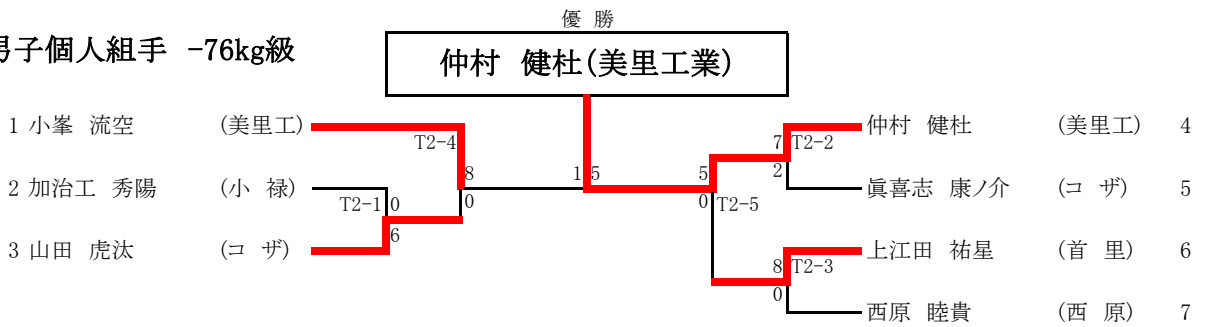 優 勝
男子個人組手 -76kg級
仲村 健杜(美里工業)
1 小峯 流空 (美里工)
T2-4
7 T2-2
仲村 健杜 (美里工) 4
8
1 5
5
2
2 加治工 秀陽 (小 禄)
T2-1 0
0
0 T2-5
眞喜志 康ノ介 (コ ザ) 5
6
3 山田 虎汰 (コ ザ)
8 T2-3
上江田 祐星 (首 里) 6
0
西原 睦貴 (西 原) 7